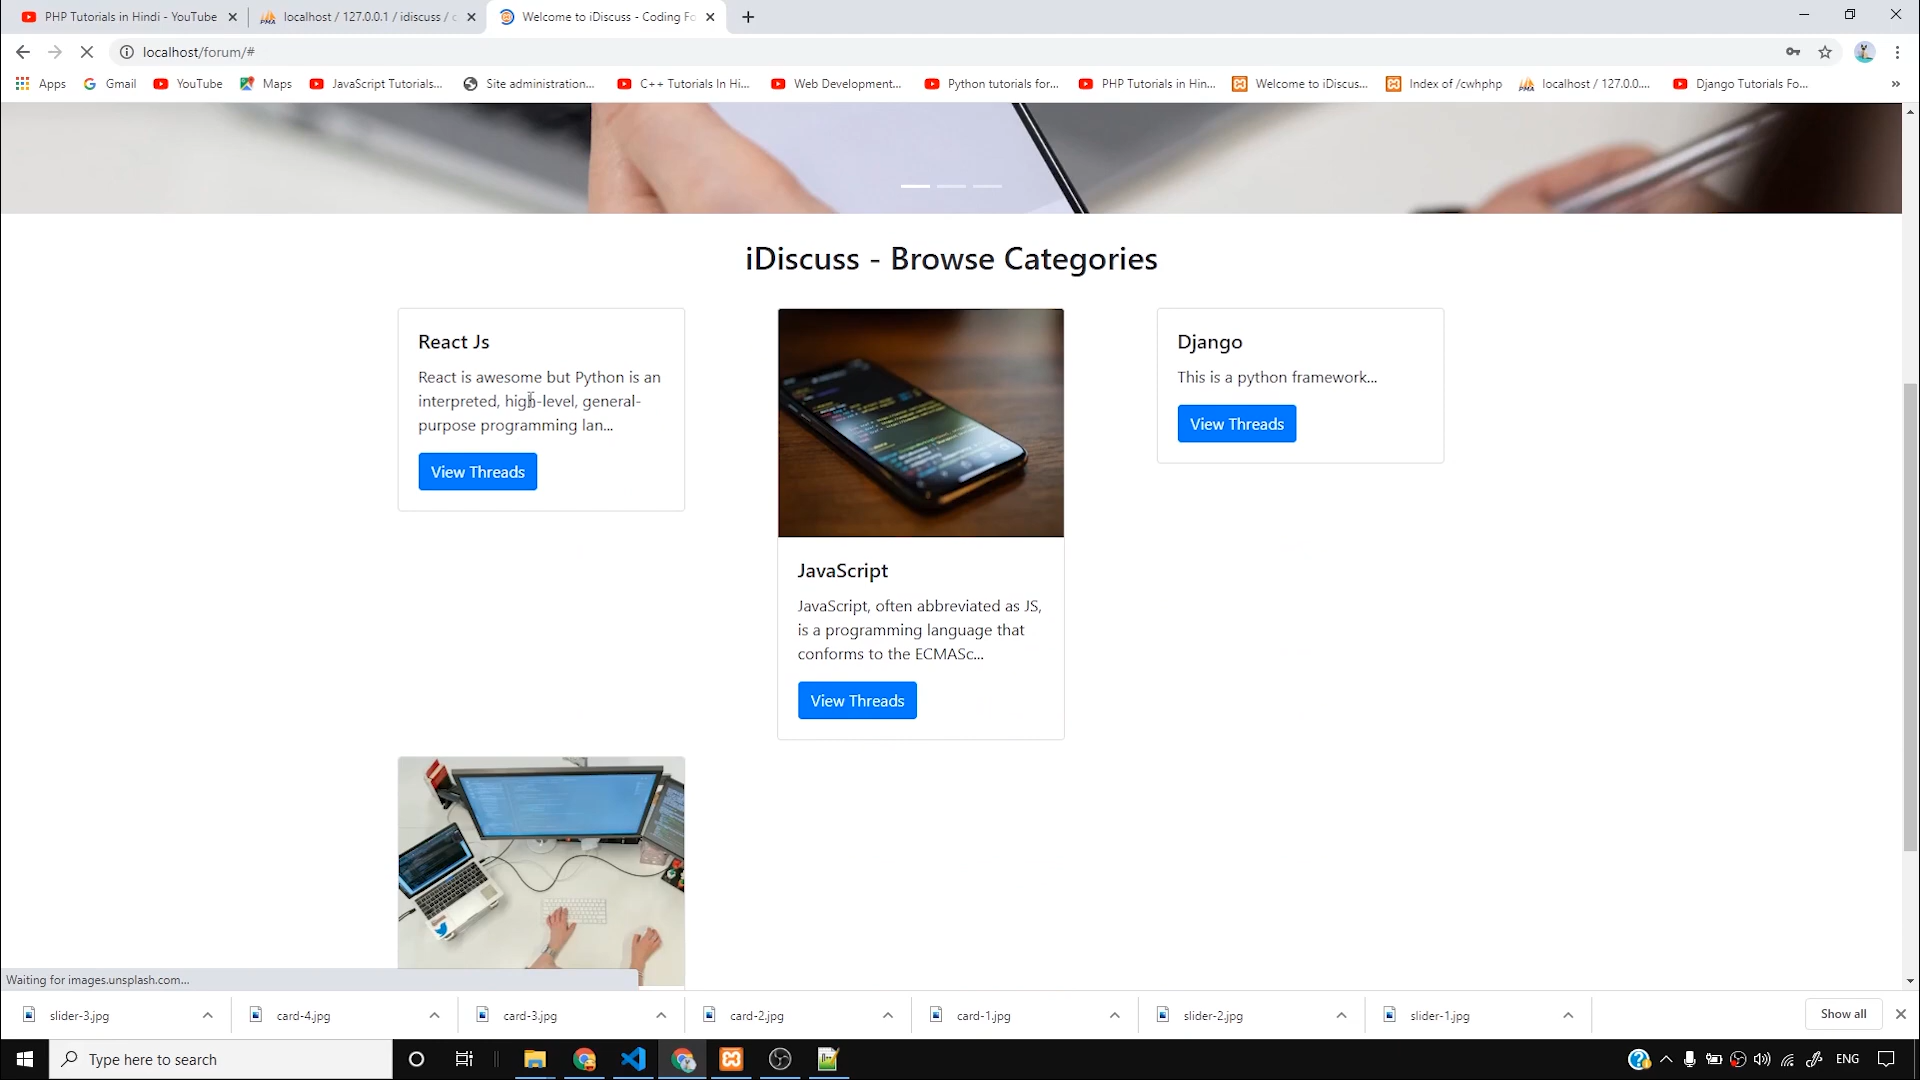 PHP Tutorials in Hindi - YouTube
localhost / 127.0.0.1 / idiscuss / c
Welcome to iDiscuss - Coding Fo
localhost/forum/#
Apps
Gmail
YouTube
Maps
JavaScript Tutorials...
Site administration...
C++ Tutorials In Hi...
Web Development...
Python tutorials for...
PHP Tutorials in Hin...
Welcome to iDiscus...
Index of /cwhphp
localhost / 127.0.0....
Django Tutorials Fo...
»
iDiscuss - Browse Categories
React Js
React is awesome but Python is an
interpreted, high-level, general-
purpose programming lan...
View Threads
JavaScript
JavaScript, often abbreviated as JS,
is a programming language that
conforms to the ECMASc...
View Threads
Django
This is a python framework...
View Threads
Waiting for images.unsplash.com...
slider-3.jpg
card-4.jpg
card-3.jpg
card-2.jpg
card-1.jpg
slider-2.jpg
slider-1.jpg
Show all
Type here to search
ENG